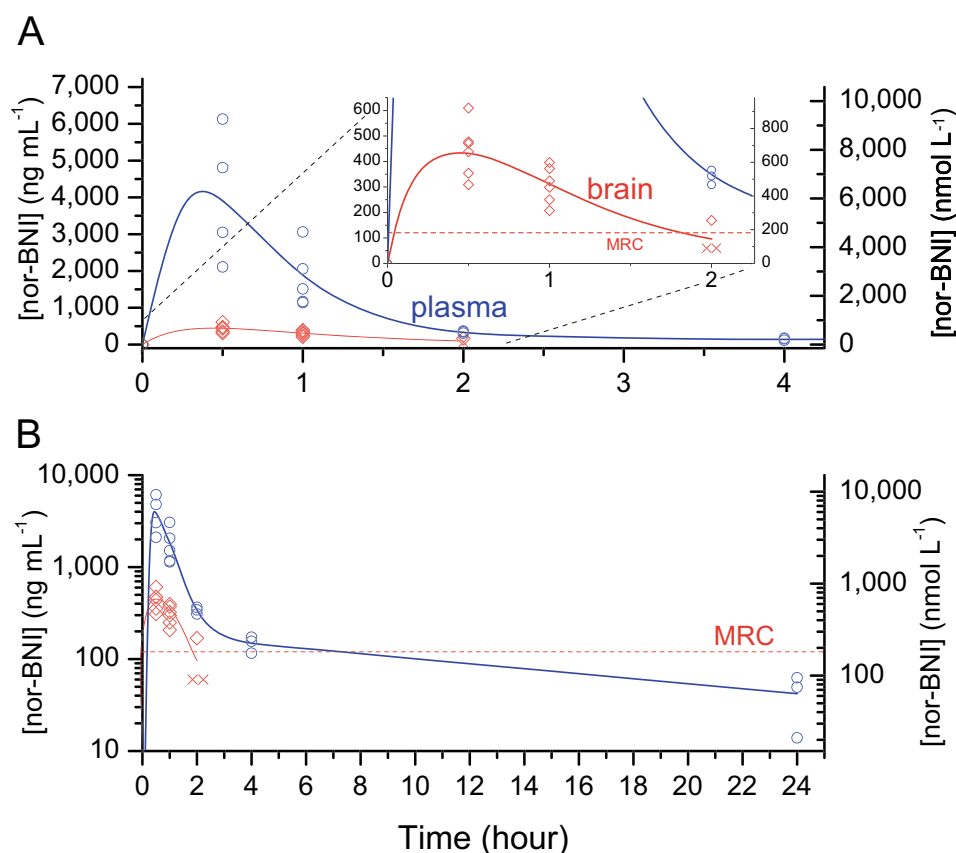 A
[nor-BNI] (ng mL⁻¹)
7,000
6,000
5,000
4,000
3,000
2,000
1,000
0
0 1 2 3 4
10,000
8,000
6,000
4,000
2,000
0
[nor-BNI] (nmol L⁻¹)
plasma
600
500
400
300
200
100
0
0 1 2
800
600
400
200
0
brain
MRC
B
[nor-BNI] (ng mL⁻¹)
10,000
1,000
100
10
10,000
1,000
100
[nor-BNI] (nmol L⁻¹)
MRC
0 2 4 6 8 10 12 14 16 18 20 22 24
Time (hour)